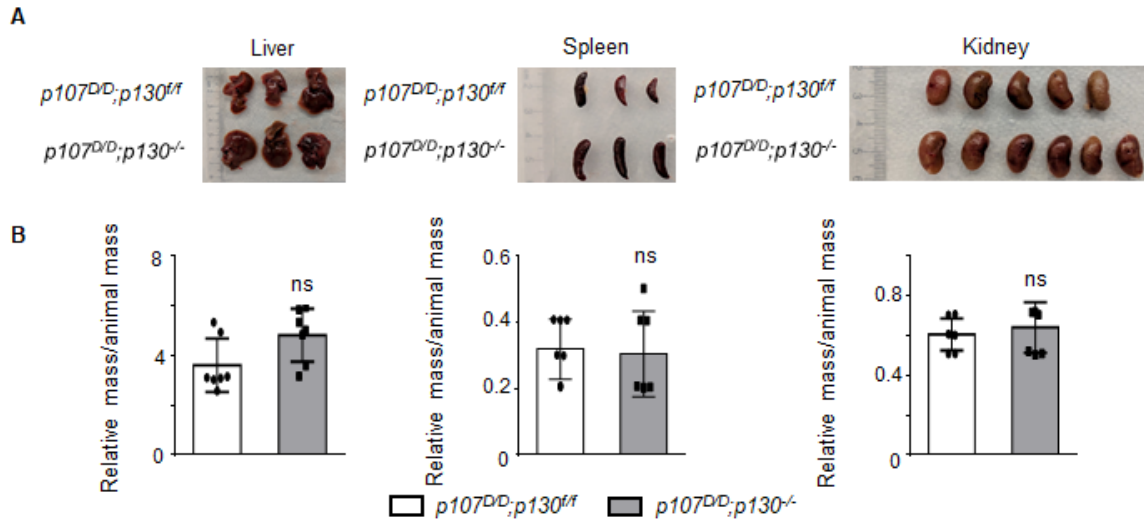 A
Liver
Spleen
Kidney
p107D/D;p130f/f
p107D/D;p130f/f
p107D/D;p130f/f
p107D/D;p130-/-
p107D/D;p130-/-
p107D/D;p130-/-
B
Relative mass/animal mass
8
4
0
ns
Relative mass/animal mass
0.6
0.4
0.2
0
ns
Relative mass/animal mass
0.8
0.4
0
ns
p107D/D;p130f/f
p107D/D;p130-/-